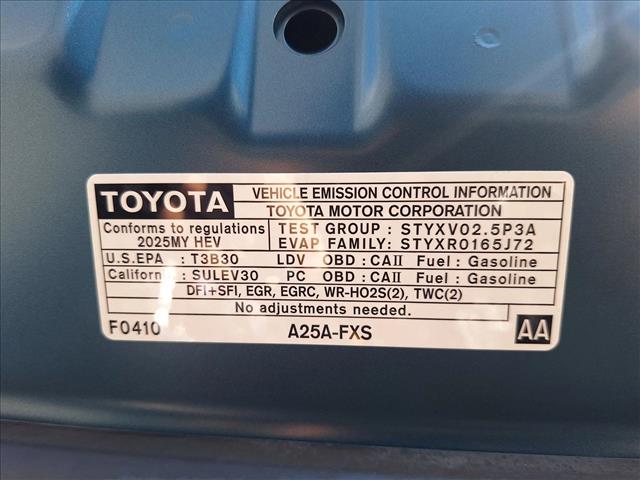 TOYOTA VEHICLE EMISSION CONTROL INFORMATION
TOYOTA MOTOR CORPORATION
Conforms to regulations TEST GROUP : STYXV02.5P3A
2025MY HEV EVAP FAMILY: STYXR0165J72
U.S.EPA : T3B30 LDV OBD : CAII Fuel : Gasoline
California : SULEV30 PC OBD : CAII Fuel : Gasoline
DFI+SFI, EGR, EGRC, WR-HO2S(2), TWC(2)
No adjustments needed.
F0410 A25A-FXS AA